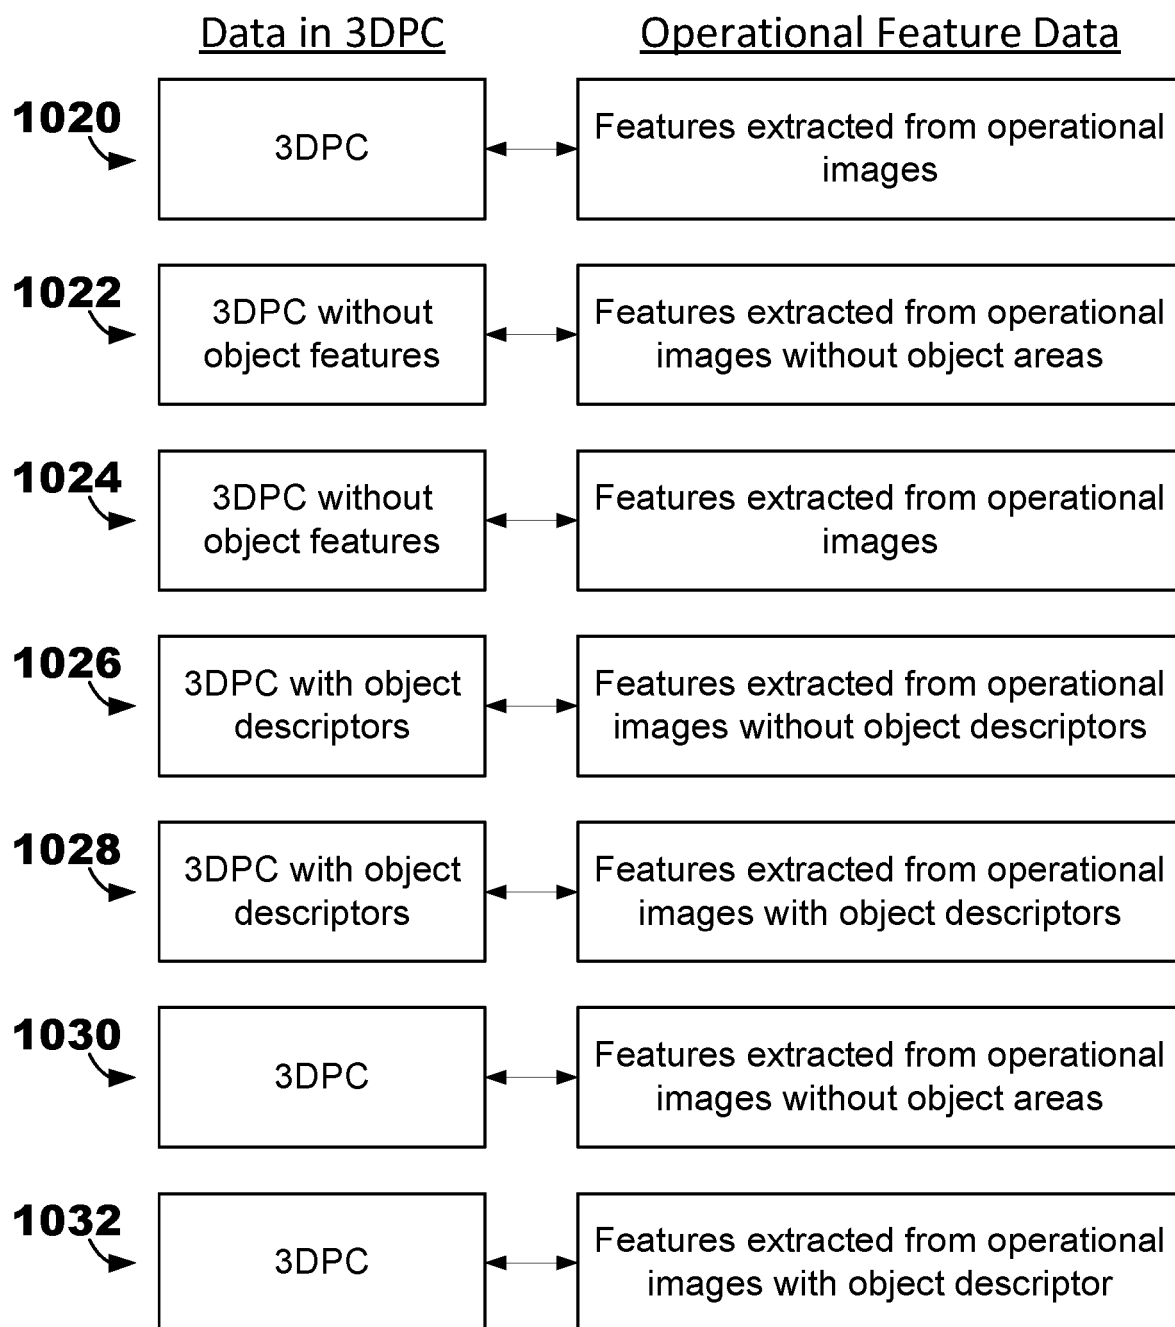 Data in 3DPC
Operational Feature Data
1020
3DPC
Features extracted from operational
images
1022
3DPC without
object features
Features extracted from operational
images without object areas
1024
3DPC without
object features
Features extracted from operational
images
1026
3DPC with object
descriptors
Features extracted from operational
images without object descriptors
1028
3DPC with object
descriptors
Features extracted from operational
images with object descriptors
1030
3DPC
Features extracted from operational
images without object areas
1032
3DPC
Features extracted from operational
images with object descriptor